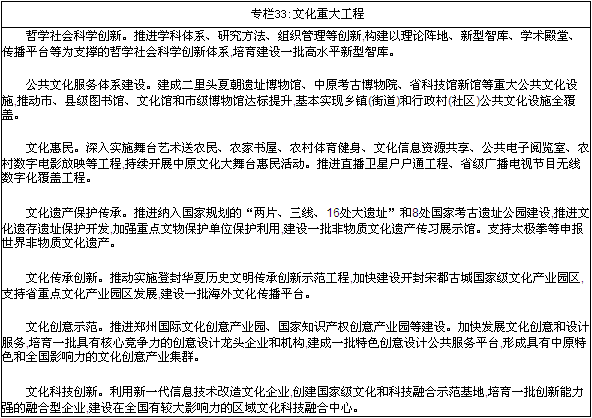 专栏33:文化重大工程
哲学社会科学创新。推进学科体系、研究方法、组织管理等创新,构建以理论阵地、新型智库、学术殿堂、
传播平台等为支撑的哲学社会科学创新体系,培育建设一批高水平新型智库。
公共文化服务体系建设。建成二里头夏朝遗址博物馆、中原考古博物院、省科技馆新馆等重大公共文化设
施,推动市、县级图书馆、文化馆和市级博物馆达标提升,基本实现乡镇(街道)和行政村(社区)公共文化设施全覆
盖。
文化惠民。深入实施舞台艺术送农民、农家书屋、农村体育健身、文化信息资源共享、公共电子阅览室、农
村数字电影放映等工程,持续开展中原文化大舞台惠民活动。推进直播卫星户户通工程、省级广播电视节目无线
数字化覆盖工程。
文化遗产保护传承。推进纳入国家规划的“两片、三线、16处大遗址”和8处国家考古遗址公园建设,推进文
化遗存遗址保护开发,加强重点文物保护单位保护利用,建设一批非物质文化遗产传习展示馆。支持太极拳等申报
世界非物质文化遗产。
文化传承创新。推动实施登封华夏历史文明传承创新示范工程,加快建设开封宋都古城国家级文化产业园区,
支持省重点文化产业园区发展,建设一批海外文化传播平台。
文化创意示范。推进郑州国际文化创意产业园、国家知识产权创意产业园等建设。加快发展文化创意和设计
服务,培育一批具有核心竞争力的创意设计龙头企业和机构,建成一批特色创意设计公共服务平台,形成具有中原特
色和全国影响力的文化创意产业集群。
文化科技创新。利用新一代信息技术改造文化企业,创建国家级文化和科技融合示范基地,培育一批创新能力
强的融合型企业,建设在全国有较大影响力的区域文化科技融合中心。